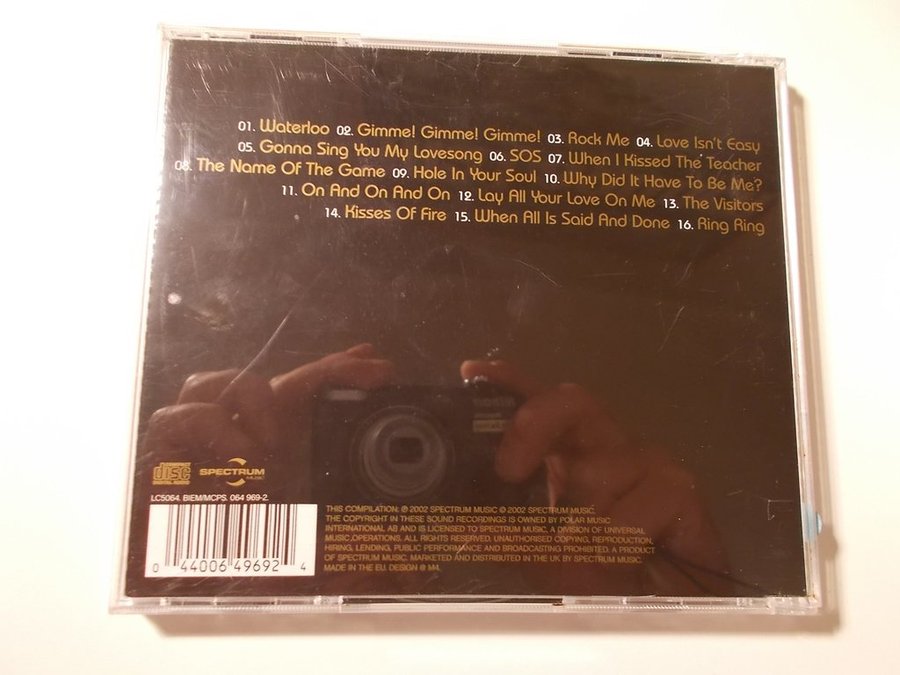 01. Waterloo 02. Gimme! Gimme! Gimme! 03. Rock Me 04. Love Isn't Easy
05. Gonna Sing You My Lovesong 06. SOS 07. When I Kissed The Teacher
08. The Name Of The Game 09. Hole In Your Soul 10. Why Did It Have To Be Me?
11. On And On And On 12. Lay All Your Love On Me 13. The Visitors
14. Kisses Of Fire 15. When All Is Said And Done 16. Ring Ring
COMPACT
disc
DIGITAL AUDIO
SPECTRUM
MUSIC
LC5064. BIEM/MCPS. 064 969-2.
0 44006 49692 4
THIS COMPILATION: ℗ 2002 SPECTRUM MUSIC © 2002 SPECTRUM MUSIC.
THE COPYRIGHT IN THESE SOUND RECORDINGS IS OWNED BY POLAR MUSIC
INTERNATIONAL AB AND IS LICENSED TO SPECTRUM MUSIC, A DIVISION OF UNIVERSAL
MUSIC OPERATIONS. ALL RIGHTS RESERVED. UNAUTHORISED COPYING, REPRODUCTION,
HIRING, LENDING, PUBLIC PERFORMANCE AND BROADCASTING PROHIBITED. A PRODUCT
OF SPECTRUM MUSIC. MARKETED AND DISTRIBUTED IN THE UK BY SPECTRUM MUSIC.
MADE IN THE EU. DESIGN @ M4.